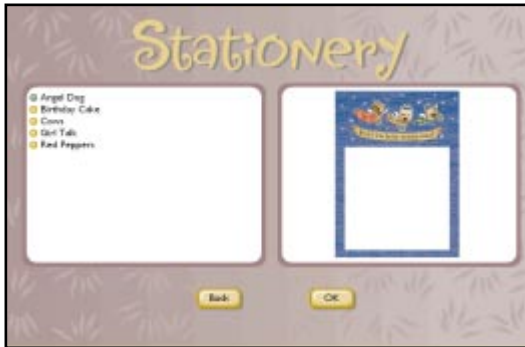 Stationery
Angel Dog
Birthday Cake
Cows
Girl Talk
Red Peppers
Back
OK